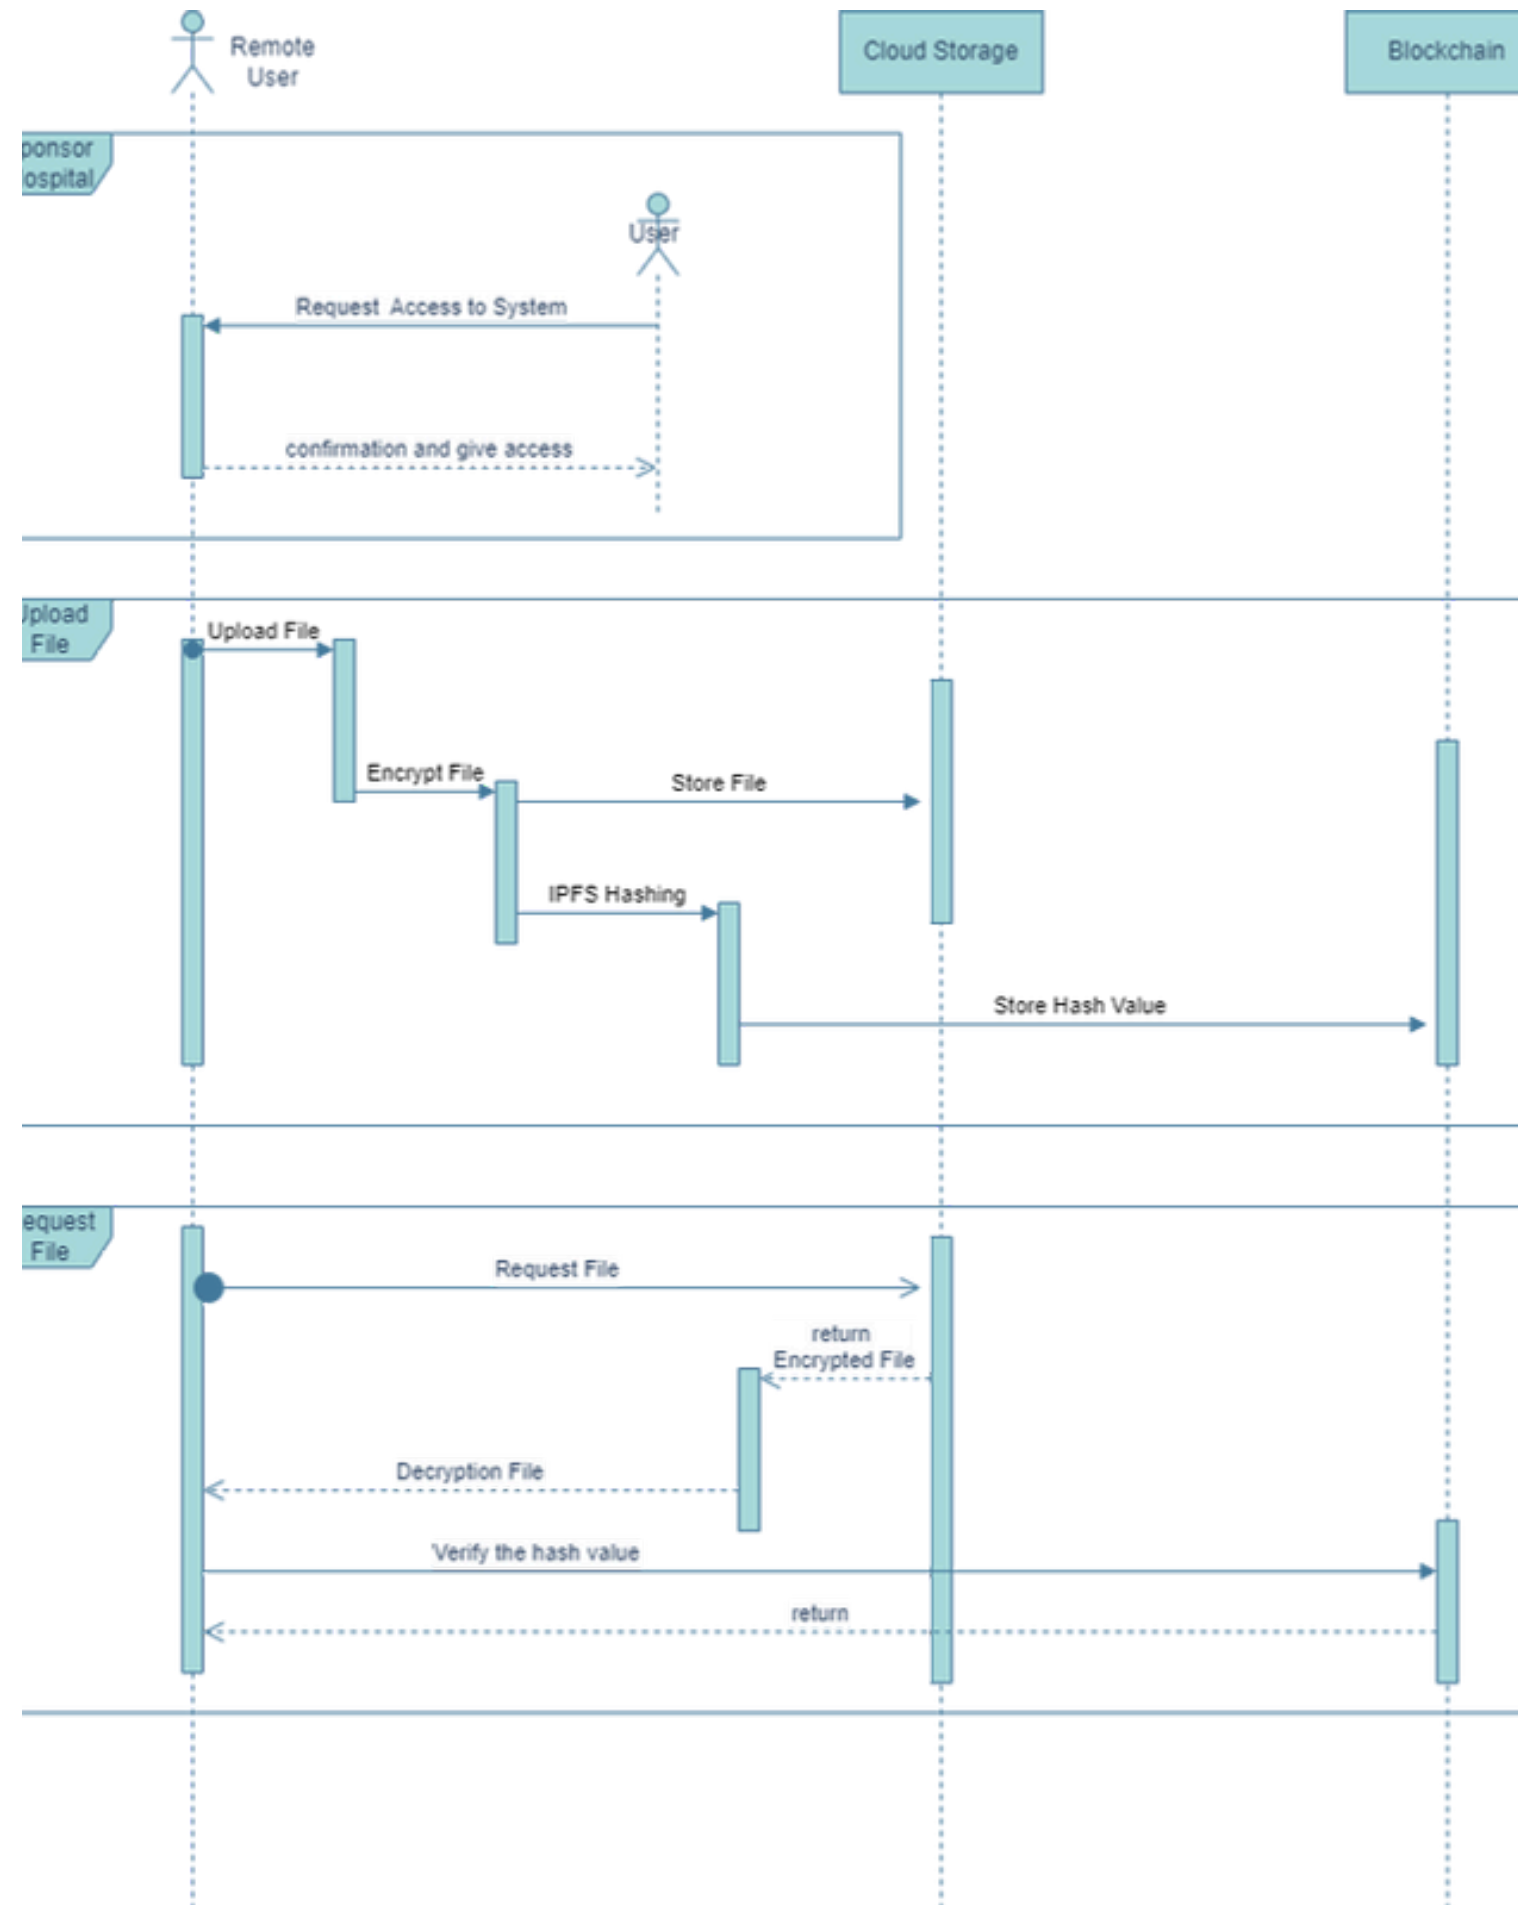 Remote
User
Cloud Storage
Blockchain
ponsor
ospital
User
Request Access to System
confirmation and give access
Upload
File
Upload File
Encrypt File
Store File
IPFS Hashing
Store Hash Value
equest
File
Request File
return
Encrypted File
Decryption File
'Verify the hash value
return